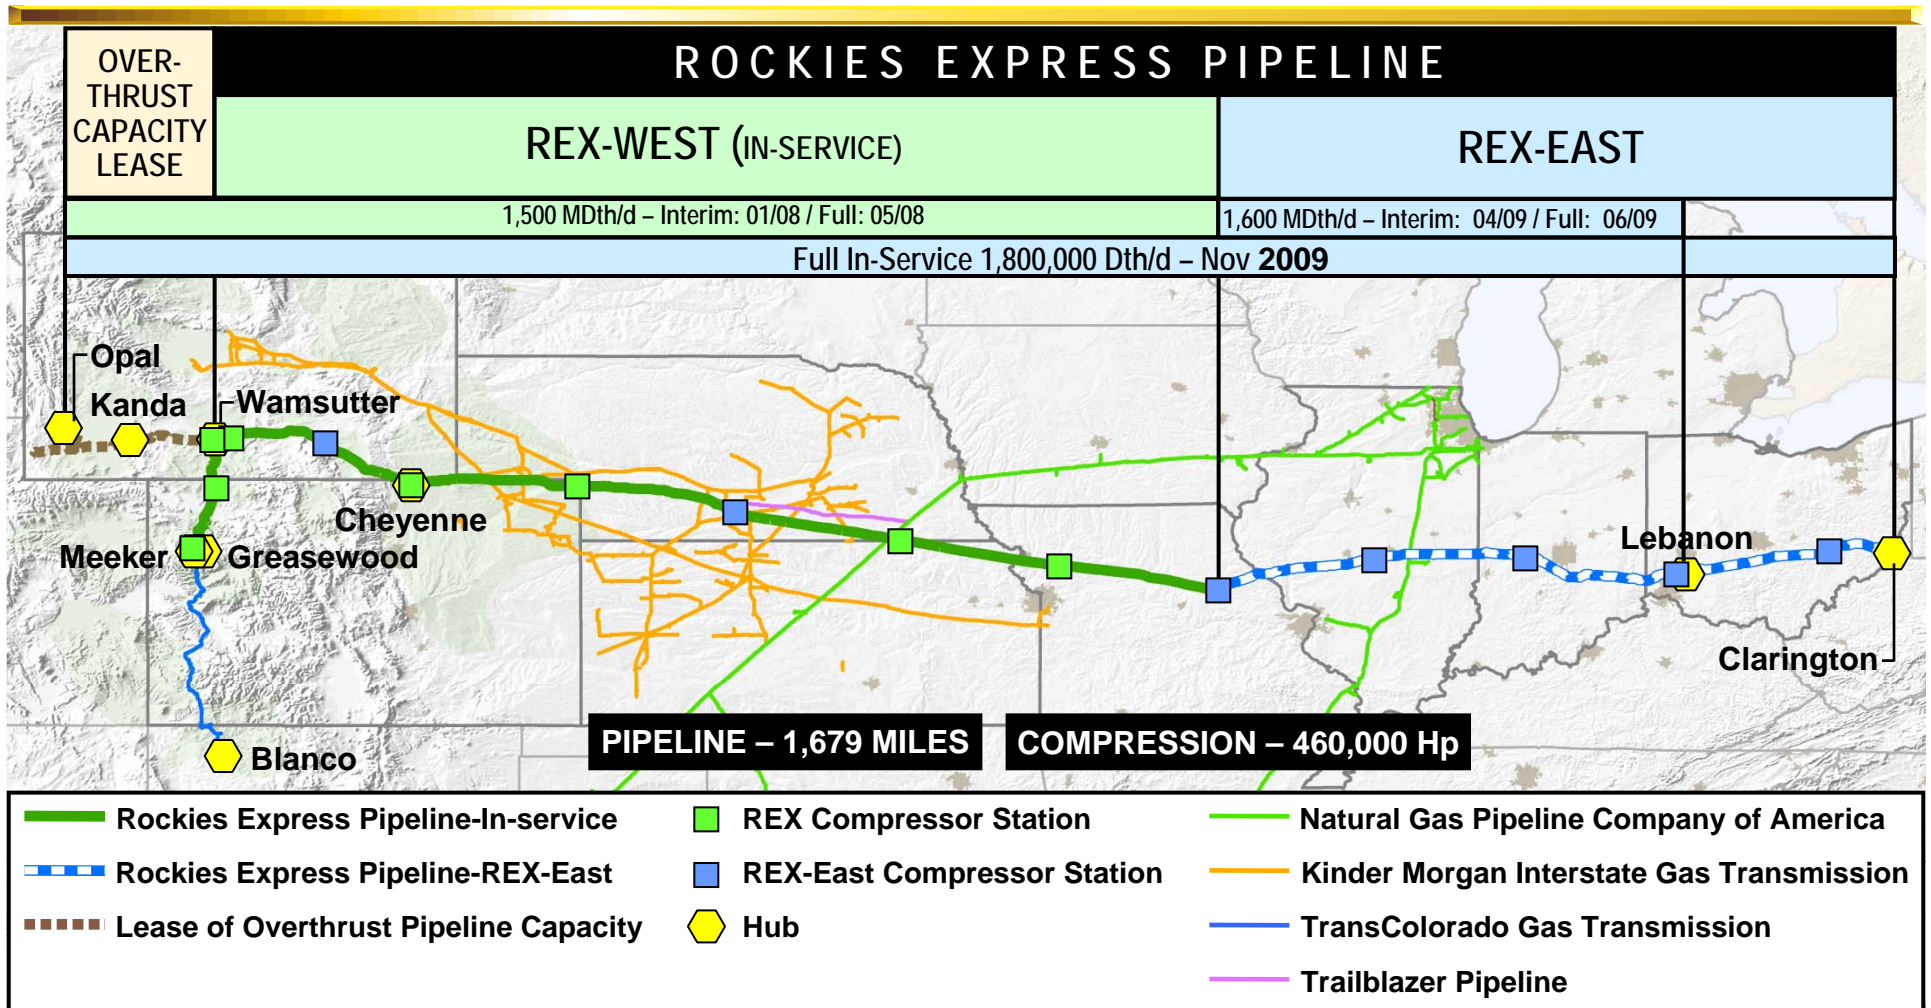 OVER-
THRUST
CAPACITY
LEASE
ROCKIES EXPRESS PIPELINE
REX-WEST (IN-SERVICE)
REX-EAST
1,500 MDth/d – Interim: 01/08 / Full: 05/08
1,600 MDth/d – Interim: 04/09 / Full: 06/09
Full In-Service 1,800,000 Dth/d – Nov 2009
Opal
Kanda
Wamsutter
Cheyenne
Meeker
Greasewood
Lebanon
Clarington
Blanco
PIPELINE – 1,679 MILES
COMPRESSION – 460,000 Hp
Rockies Express Pipeline-In-service
Rockies Express Pipeline-REX-East
Lease of Overthrust Pipeline Capacity
REX Compressor Station
REX-East Compressor Station
Hub
Natural Gas Pipeline Company of America
Kinder Morgan Interstate Gas Transmission
TransColorado Gas Transmission
Trailblazer Pipeline